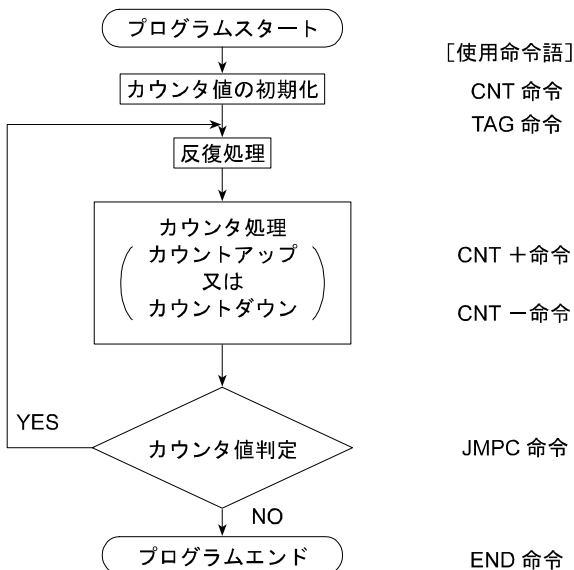 プログラムスタート
[使用命令語]
カウンタ値の初期化
CNT 命令
TAG 命令
反復処理
カウンタ処理
カウントアップ
CNT ＋命令
又は
カウントダウン
CNT －命令
YES
カウンタ値判定
JMPC 命令
NO
プログラムエンド
END 命令